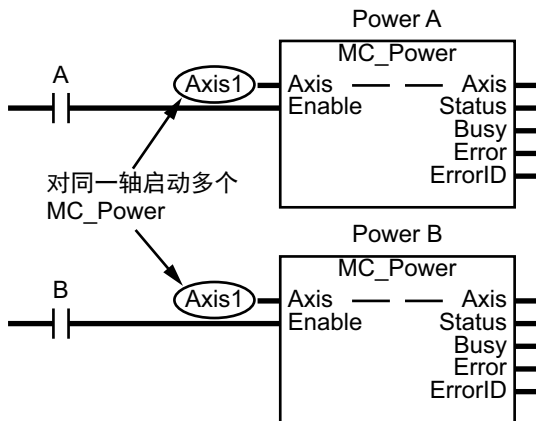 Power A
MC_Power
A
Axis1
Axis
Axis
Enable
Status
Busy
Error
ErrorID
对同一轴启动多个
MC_Power
Power B
MC_Power
B
Axis1
Axis
Axis
Enable
Status
Busy
Error
ErrorID